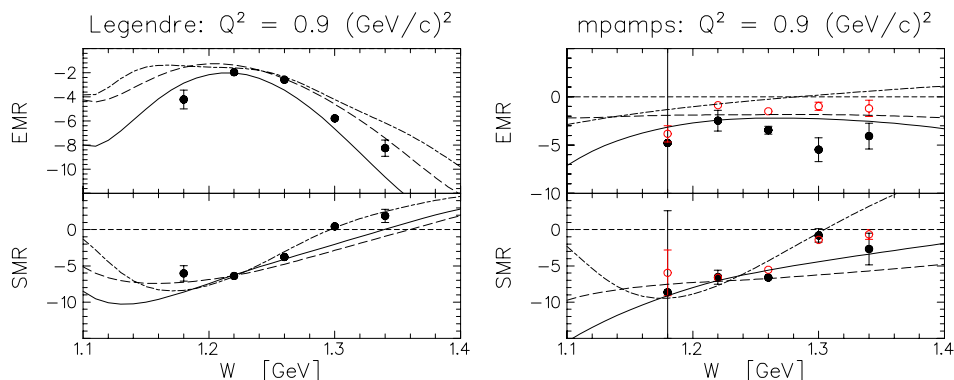 Legendre: Q² = 0.9 (GeV/c)²
mpamps: Q² = 0.9 (GeV/c)²
EMR
−2
−4
−6
−8
−10
SMR
0
−5
−10
1.1
1.2
1.3
1.4
W [GeV]
EMR
0
−5
−10
SMR
0
−5
−10
1.1
1.2
1.3
1.4
W [GeV]